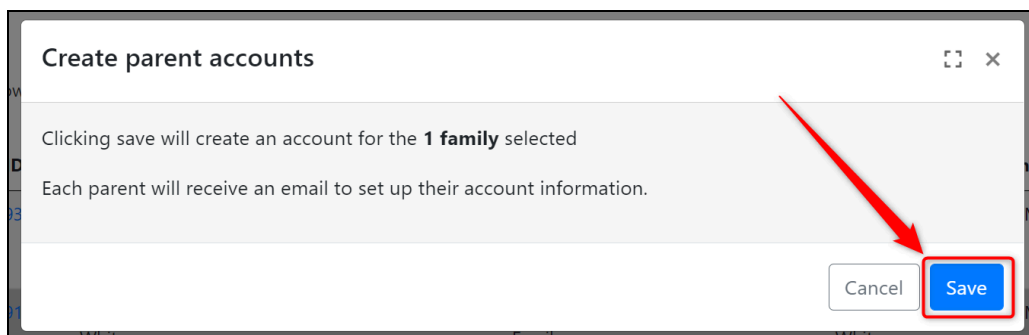 Create parent accounts
Clicking save will create an account for the 1 family selected
Each parent will receive an email to set up their account information.
Cancel Save